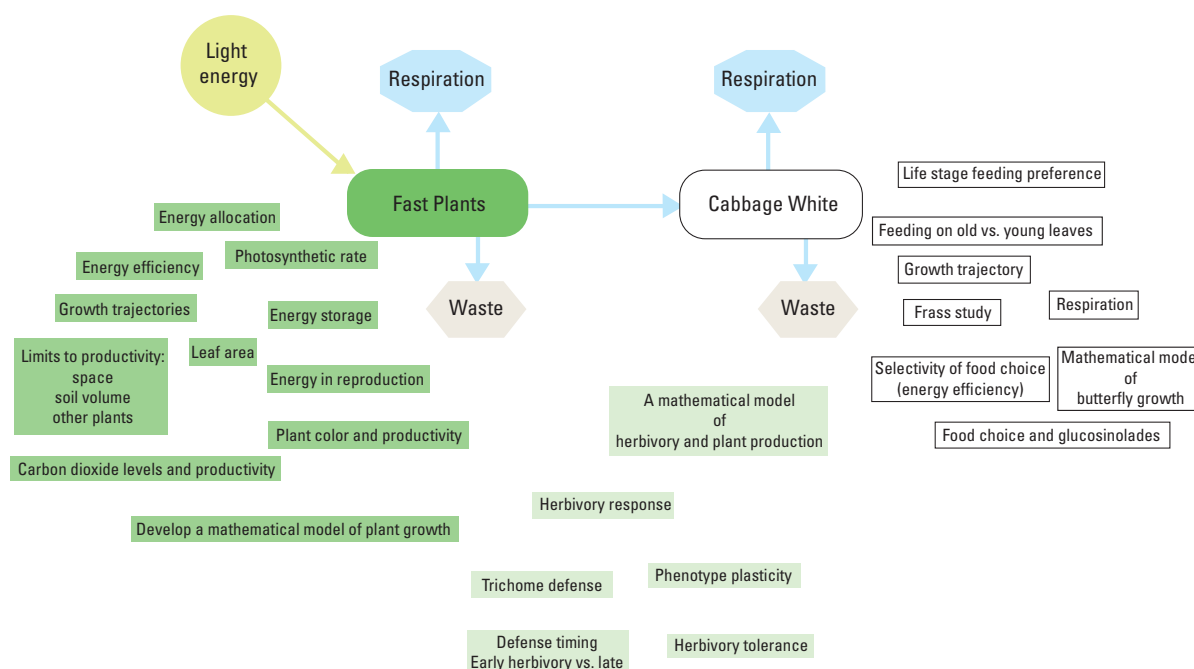 Light
energy
Respiration
Respiration
Fast Plants
Cabbage White
Waste
Waste
Energy allocation
Photosynthetic rate
Energy efficiency
Growth trajectories
Energy storage
Leaf area
Limits to productivity:
space
soil volume
other plants
Energy in reproduction
Plant color and productivity
Carbon dioxide levels and productivity
Develop a mathematical model of plant growth
A mathematical model
of
herbivory and plant production
Herbivory response
Trichome defense
Phenotype plasticity
Defense timing
Early herbivory vs. late
Herbivory tolerance
Life stage feeding preference
Feeding on old vs. young leaves
Growth trajectory
Frass study
Respiration
Selectivity of food choice
(energy efficiency)
Mathematical model
of
butterfly growth
Food choice and glucosinolades